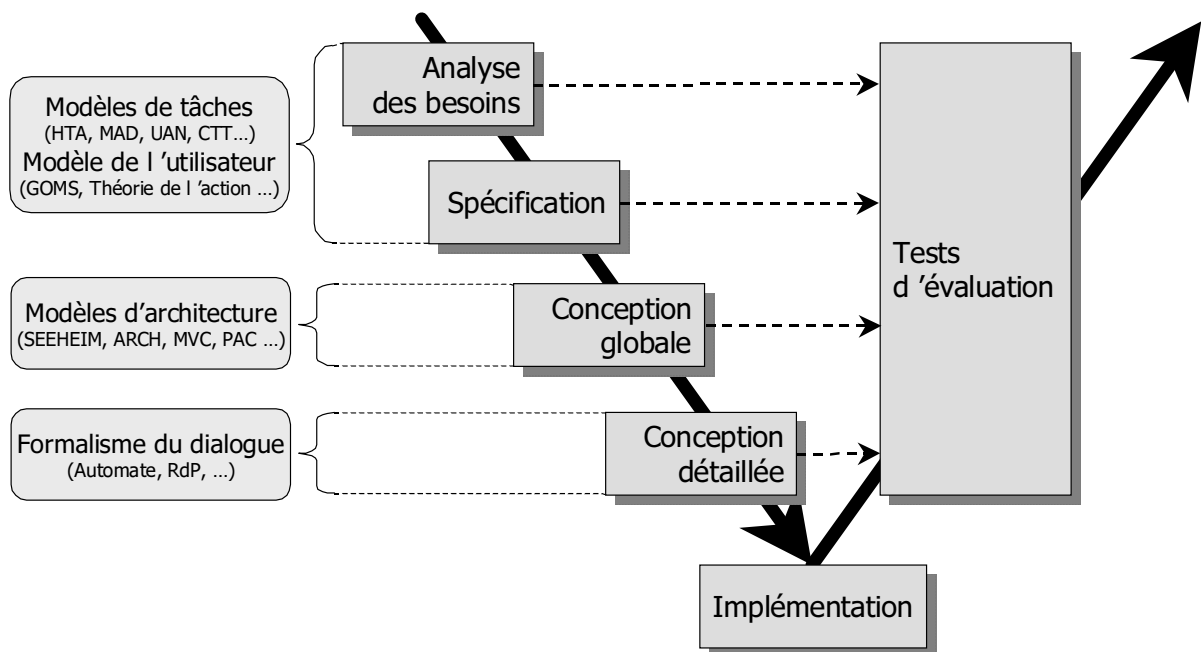 Analyse
des besoins
Modèles de tâches
(HTA, MAD, UAN, CTT…)
Modèle de l ’utilisateur
(GOMS, Théorie de l ’action …)
Spécification
Tests
d ’évaluation
Modèles d’architecture
(SEEHEIM, ARCH, MVC, PAC …)
Conception
globale
Formalisme du dialogue
(Automate, RdP, …)
Conception
détaillée
Implémentation